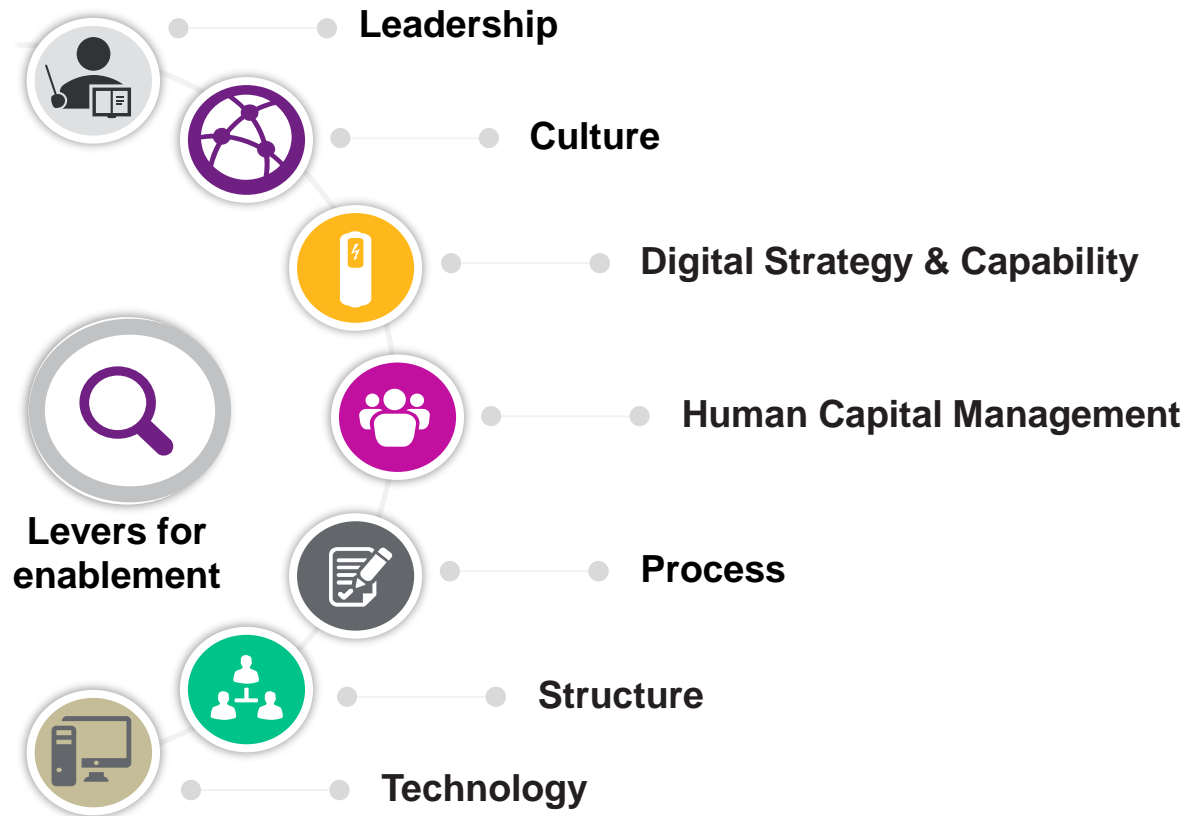 Leadership
Culture
Digital Strategy & Capability
Human Capital Management
Levers for
enablement
Process
Structure
Technology